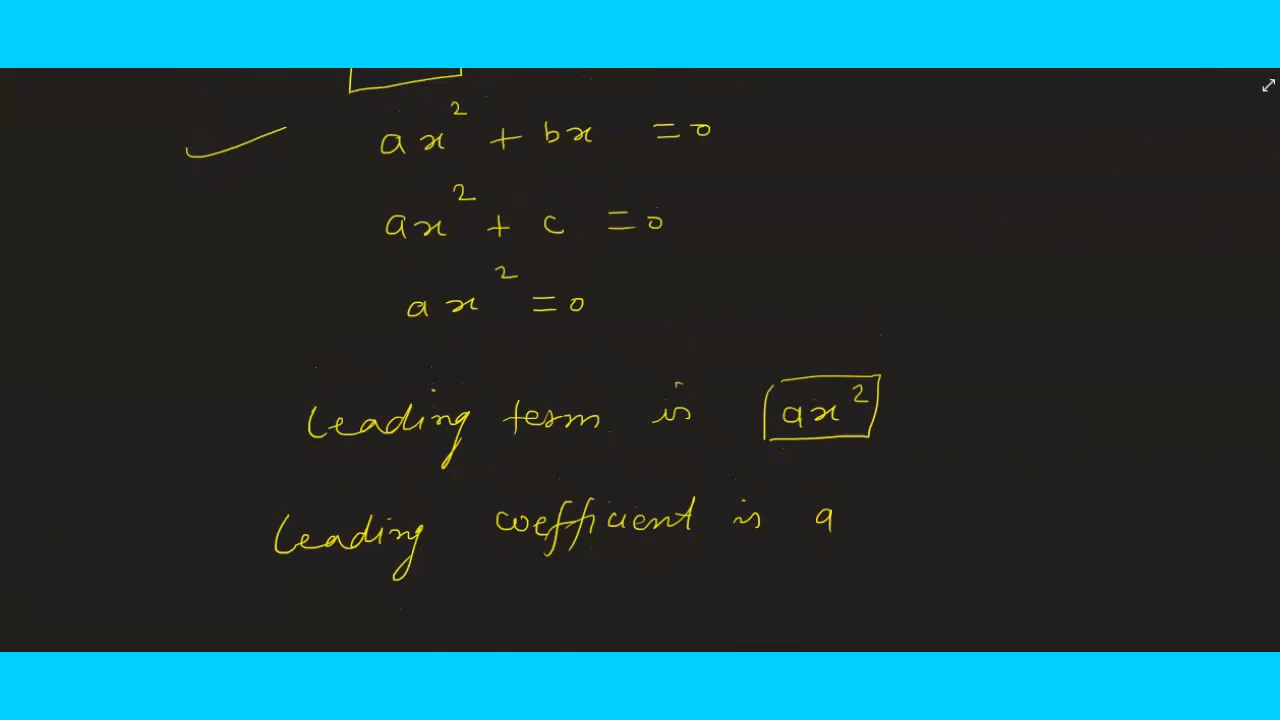 ax² + bx = 0
ax² + c = 0
ax² = 0
Leading term is ax²
Leading coefficient is a